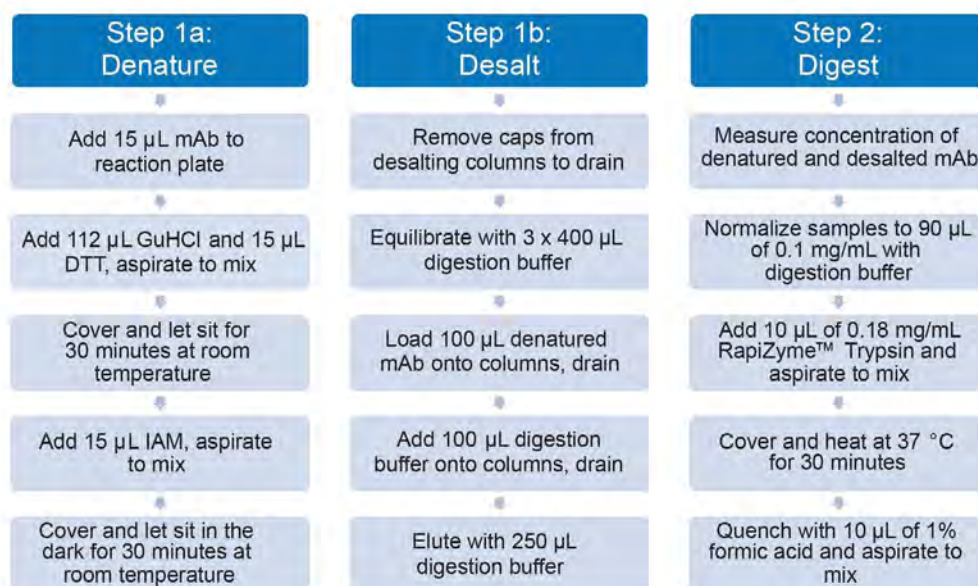 Step 1a:
Denature
Add 15 µL mAb to
reaction plate
Add 112 µL GuHCl and 15 µL
DTT, aspirate to mix
Cover and let sit for
30 minutes at room
temperature
Add 15 µL IAM, aspirate
to mix
Cover and let sit in the
dark for 30 minutes at
room temperature
Step 1b:
Desalt
Remove caps from
desalting columns to drain
Equilibrate with 3 x 400 µL
digestion buffer
Load 100 µL denatured
mAb onto columns, drain
Add 100 µL digestion
buffer onto columns, drain
Elute with 250 µL
digestion buffer
Step 2:
Digest
Measure concentration of
denatured and desalted mAb
Normalize samples to 90 µL
of 0.1 mg/mL with
digestion buffer
Add 10 µL of 0.18 mg/mL
RapiZyme™ Trypsin and
aspirate to mix
Cover and heat at 37 °C
for 30 minutes
Quench with 10 µL of 1%
formic acid and aspirate to
mix